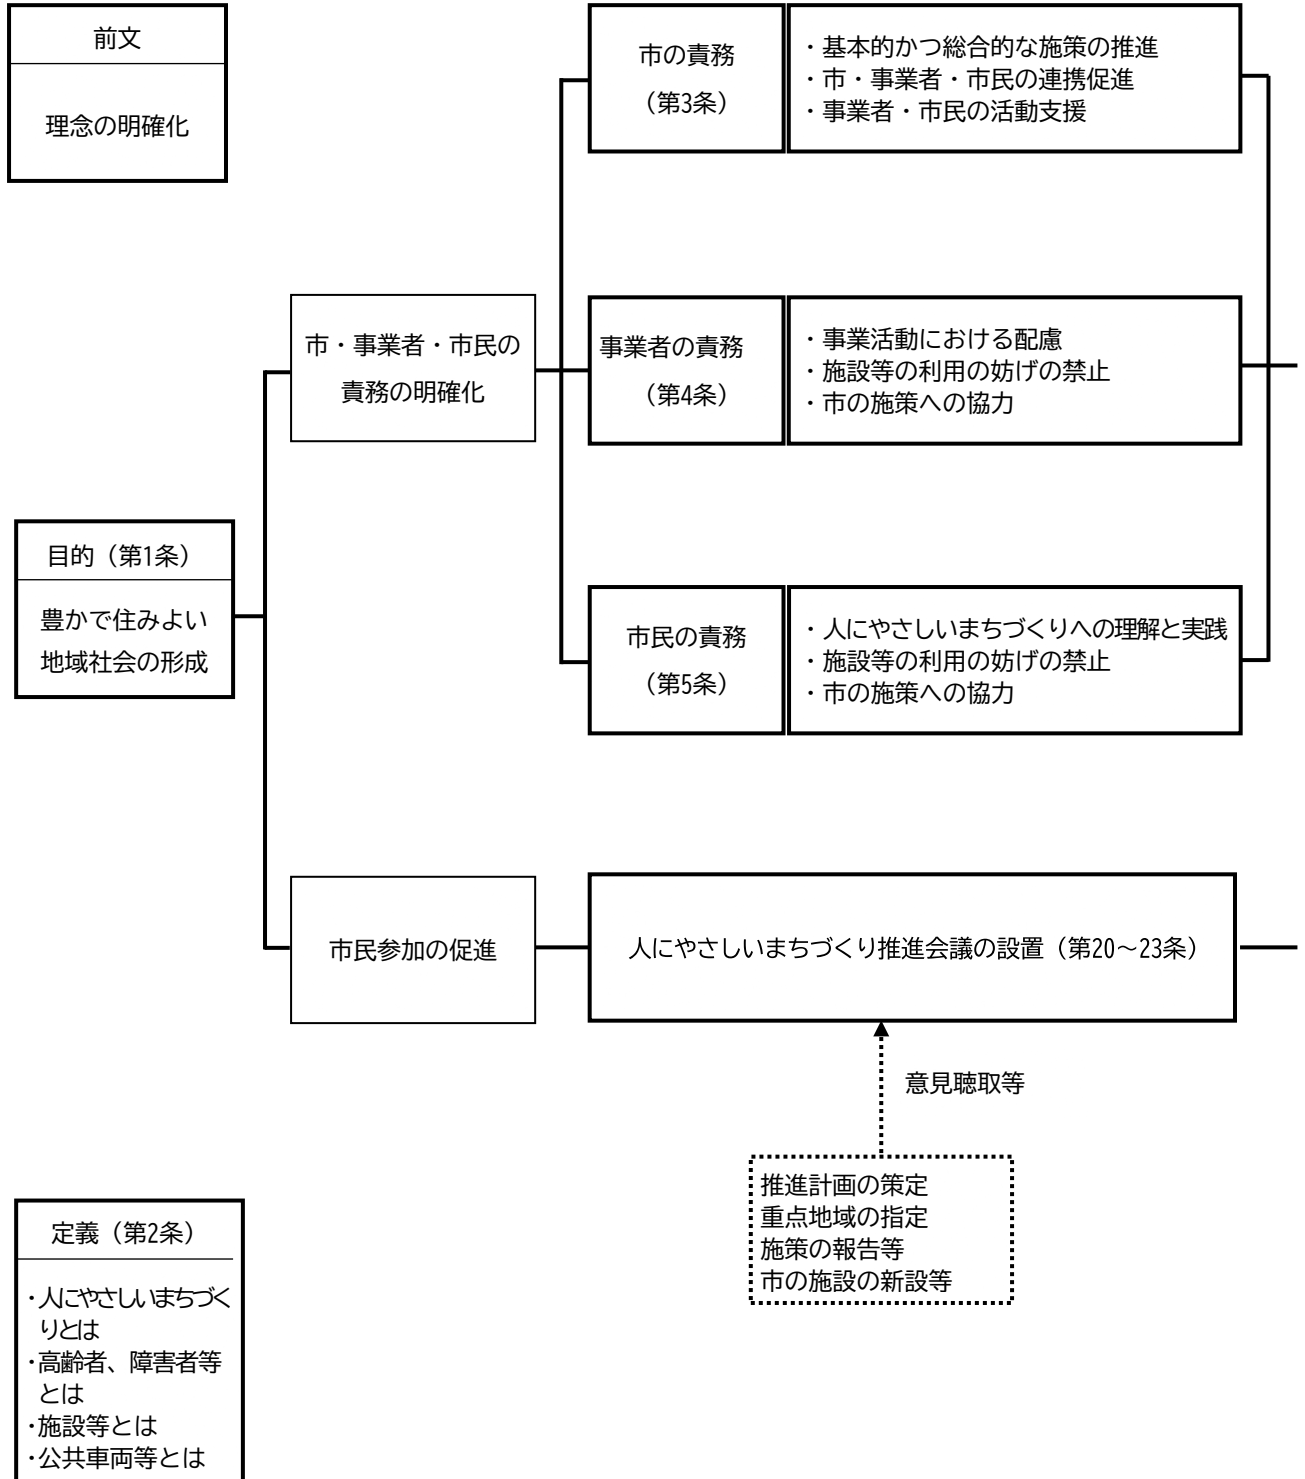 前文
理念の明確化
市の責務
（第3条）
・基本的かつ総合的な施策の推進
・市・事業者・市民の連携促進
・事業者・市民の活動支援
市・事業者・市民の
責務の明確化
事業者の責務
（第4条）
・事業活動における配慮
・施設等の利用の妨げの禁止
・市の施策への協力
目的（第1条）
豊かで住みよい
地域社会の形成
市民の責務
（第5条）
・人にやさしいまちづくりへの理解と実践
・施設等の利用の妨げの禁止
・市の施策への協力
市民参加の促進
人にやさしいまちづくり推進会議の設置（第20～23条）
意見聴取等
推進計画の策定
重点地域の指定
施策の報告等
市の施設の新設等
定義（第2条）
・人にやさしいまちづく
りとは
・高齢者、障害者等
とは
・施設等とは
・公共車両等とは